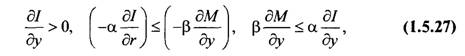 ∂I/∂y > 0, (−α ∂I/∂r) ≤ (−β ∂M/∂y), β ∂M/∂y ≤ α ∂I/∂y, (1.5.27)